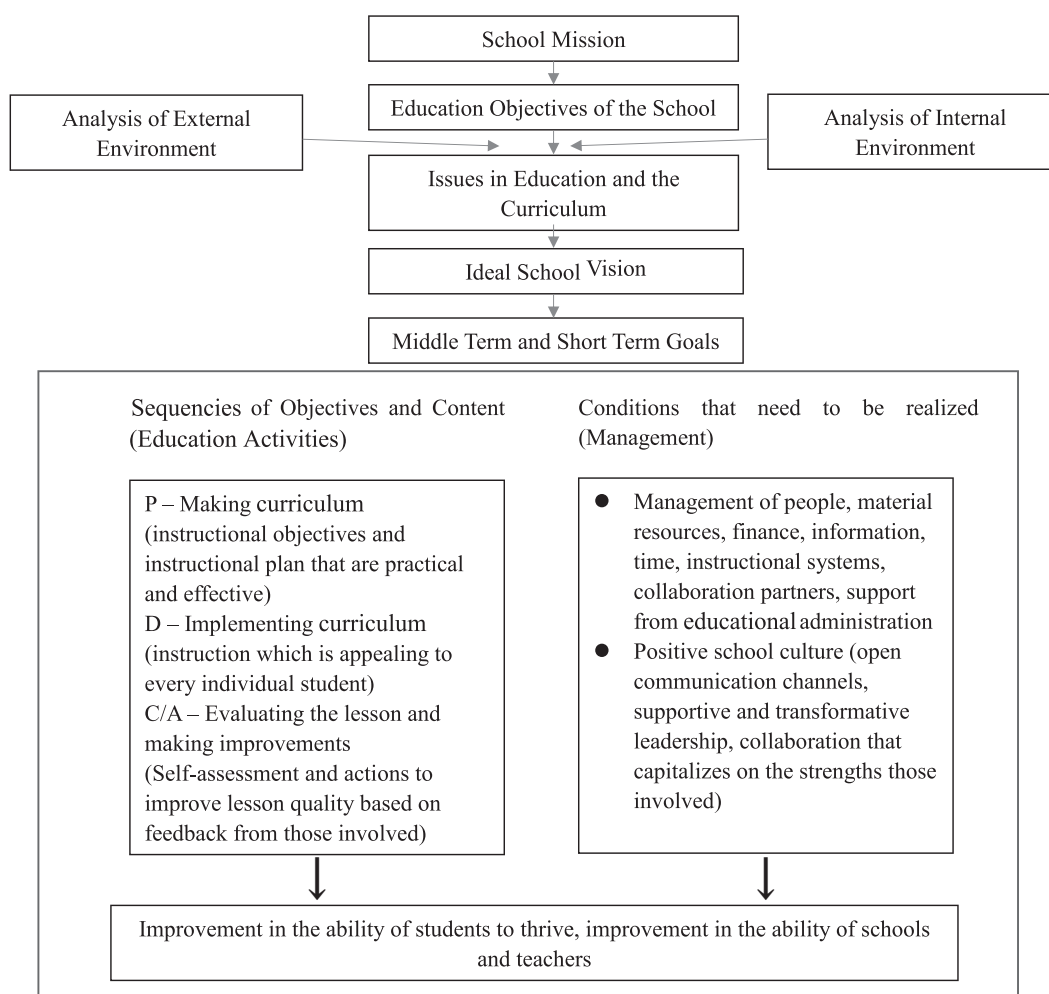 School Mission
Education Objectives of the School
Analysis of External
Environment
Analysis of Internal
Environment
Issues in Education and the
Curriculum
Ideal School Vision
Middle Term and Short Term Goals
Sequencies of Objectives and Content
(Education Activities)
Conditions that need to be realized
(Management)
P – Making curriculum
(instructional objectives and
instructional plan that are practical
and effective)
D – Implementing curriculum
(instruction which is appealing to
every individual student)
C/A – Evaluating the lesson and
making improvements
(Self-assessment and actions to
improve lesson quality based on
feedback from those involved)
● Management of people, material
resources, finance, information,
time, instructional systems,
collaboration partners, support
from educational administration
● Positive school culture (open
communication channels,
supportive and transformative
leadership, collaboration that
capitalizes on the strengths those
involved)
Improvement in the ability of students to thrive, improvement in the ability of schools
and teachers